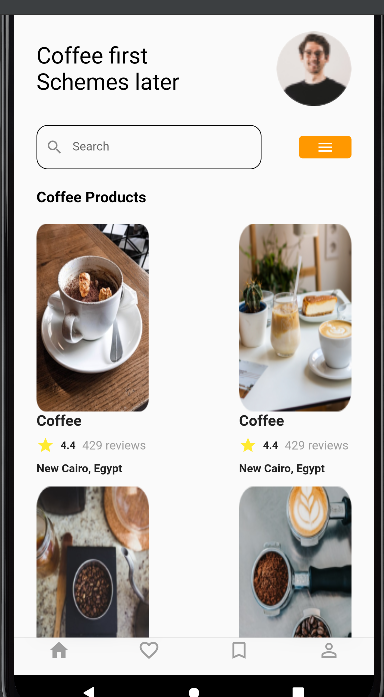 Coffee first
Schemes later
Search
Coffee Products
Coffee
Coffee
4.4 429 reviews
4.4 429 reviews
New Cairo, Egypt
New Cairo, Egypt